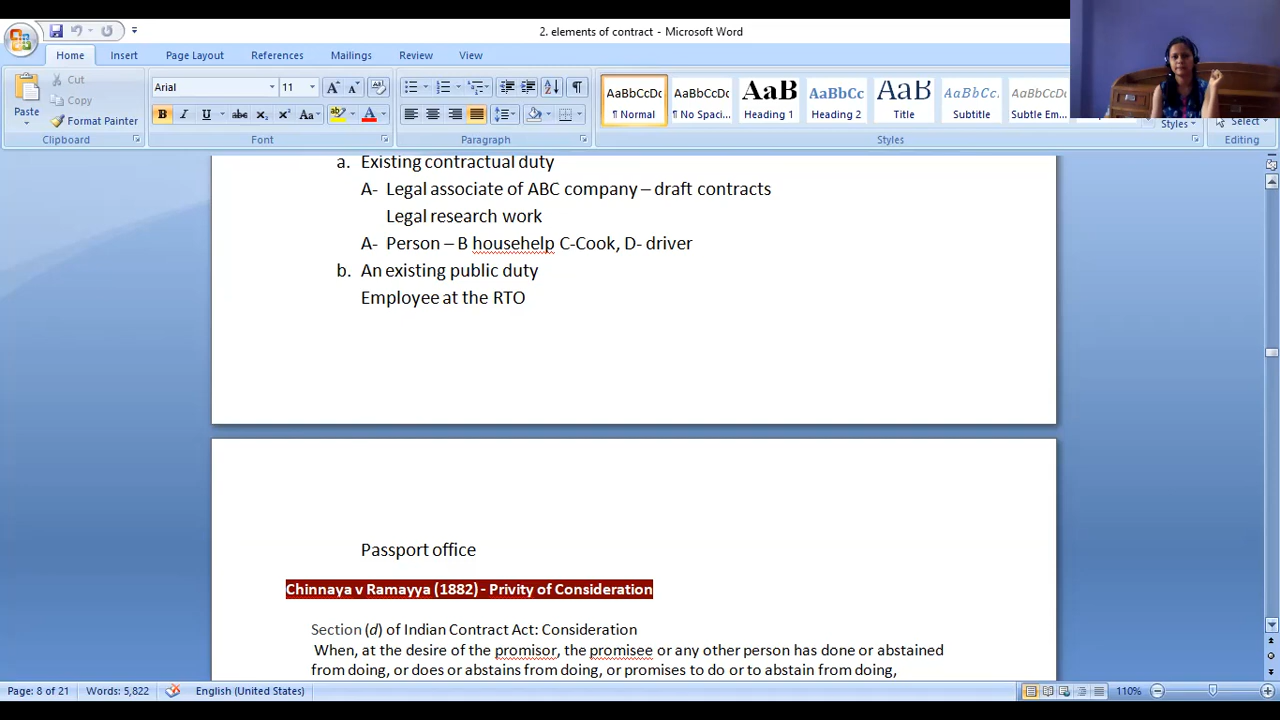 2. elements of contract - Microsoft Word
Home Insert Page Layout References Mailings Review View
Paste
Cut
Copy
Format Painter
Clipboard
Arial 11
B I U abc x₂ x² Aa A
Font
Paragraph
AaBbCcDc AaBbCcDc AaB AaBbCc AaB AaBbCc. AaBbCcDc
¶ Normal ¶ No Spaci... Heading 1 Heading 2 Title Subtitle Subtle Em...
Styles
Styles
Select
Editing
a. Existing contractual duty
A- Legal associate of ABC company – draft contracts
Legal research work
A- Person – B househelp C-Cook, D- driver
b. An existing public duty
Employee at the RTO
Passport office
Chinnaya v Ramayya (1882) - Privity of Consideration
Section (d) of Indian Contract Act: Consideration
When, at the desire of the promisor, the promisee or any other person has done or abstained
from doing, or does or abstains from doing, or promises to do or to abstain from doing,
Page: 8 of 21 Words: 5,822 English (United States) 110%